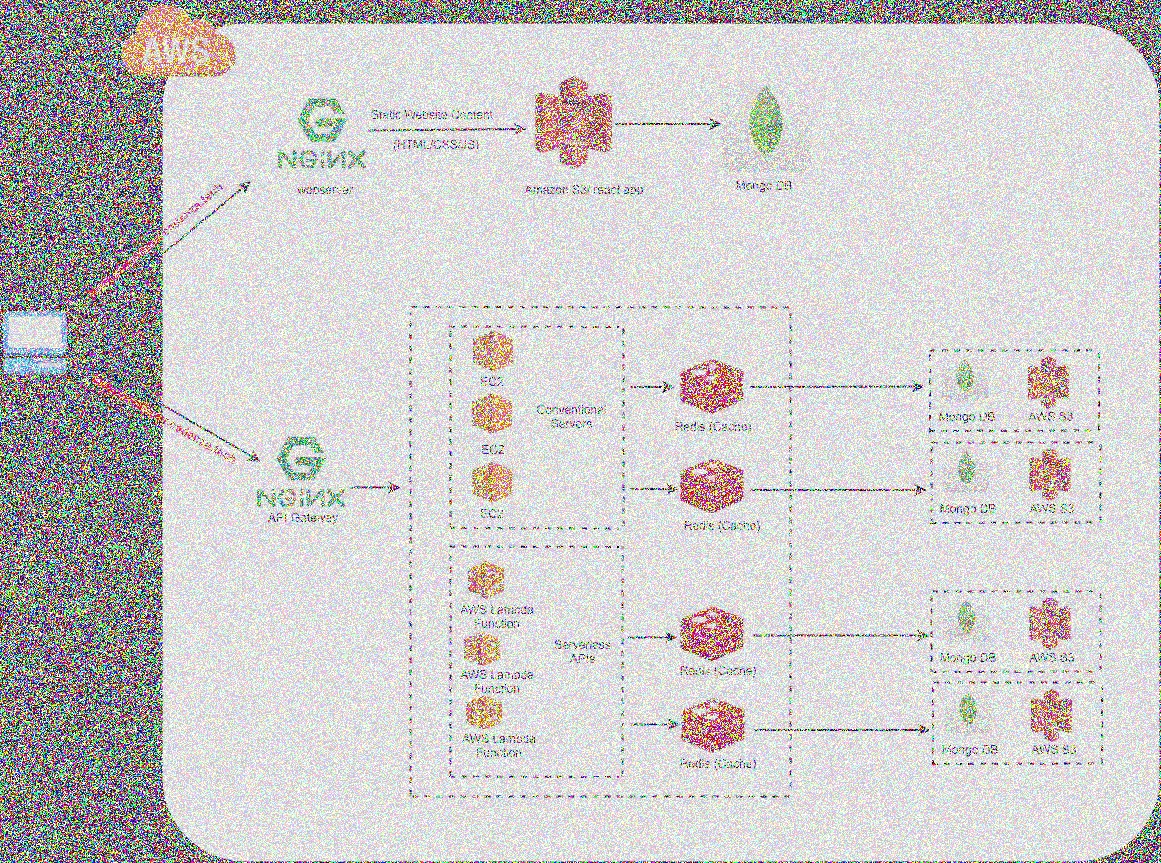 AWS
NGiNX
webserver
Static Website Content
(HTML/CSS/JS)
Amazon S3/react app
Mongo DB
fetch
fetch
NGiNX
API Gateway
EC2
EC2
EC2
Conventional
Servers
AWS Lambda
Function
AWS Lambda
Function
AWS Lambda
Function
Serverless
APIs
Redis (Cache)
Redis (Cache)
Redis (Cache)
Redis (Cache)
Mongo DB
AWS S3
Mongo DB
AWS S3
Mongo DB
AWS S3
Mongo DB
AWS S3